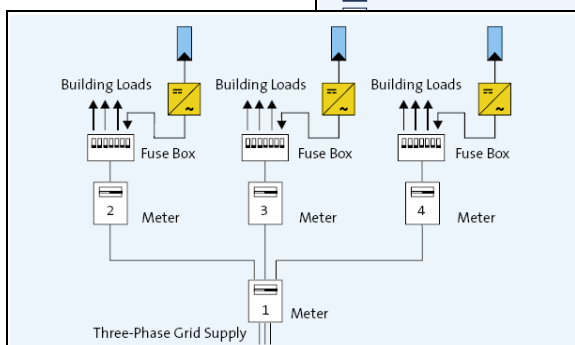 Building Loads Building Loads Building Loads
Fuse Box Fuse Box Fuse Box
2 Meter 3 Meter 4 Meter
1 Meter
Three-Phase Grid Supply